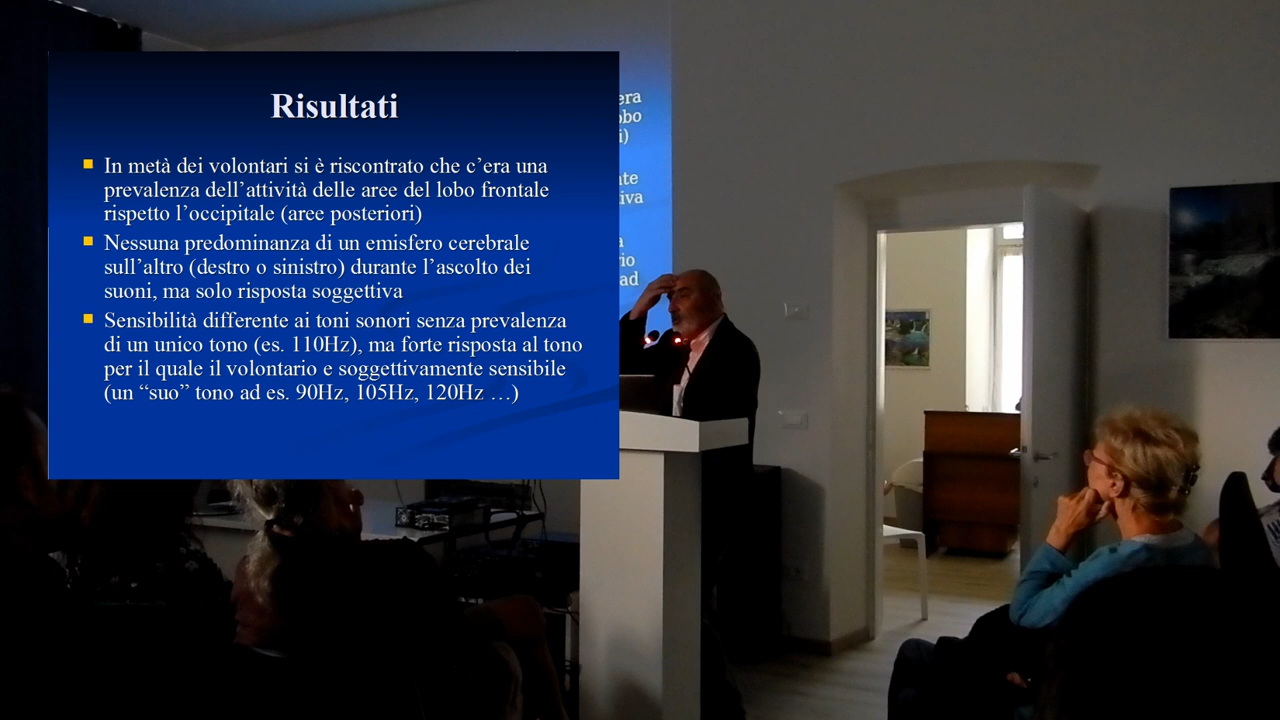 Risultati
In metà dei volontari si è riscontrato che c’era una
prevalenza dell’attività delle aree del lobo frontale
rispetto l’occipitale (aree posteriori)
Nessuna predominanza di un emisfero cerebrale
sull’altro (destro o sinistro) durante l’ascolto dei
suoni, ma solo risposta soggettiva
Sensibilità differente ai toni sonori senza prevalenza
di un unico tono (es. 110Hz), ma forte risposta al tono
per il quale il volontario e soggettivamente sensibile
(un “suo” tono ad es. 90Hz, 105Hz, 120Hz …)
ad